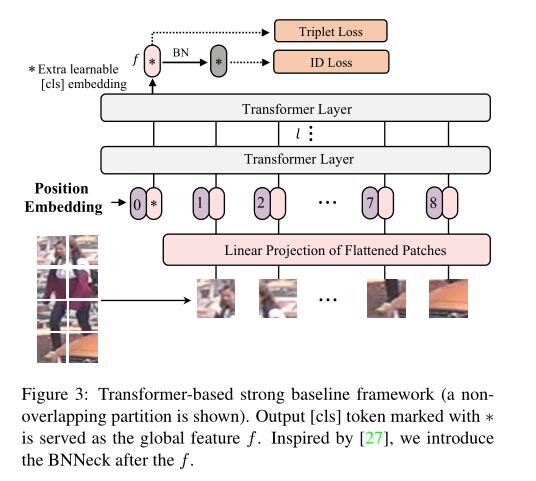 Triplet Loss
f * BN * ID Loss
* Extra learnable
[cls] embedding
Transformer Layer
l ⋮
Transformer Layer
Position
Embedding
0 * 1 2 ··· 7 8
Linear Projection of Flattened Patches
···
Figure 3: Transformer-based strong baseline framework (a non-
overlapping partition is shown). Output [cls] token marked with ∗
is served as the global feature f. Inspired by [27], we introduce
the BNNeck after the f.